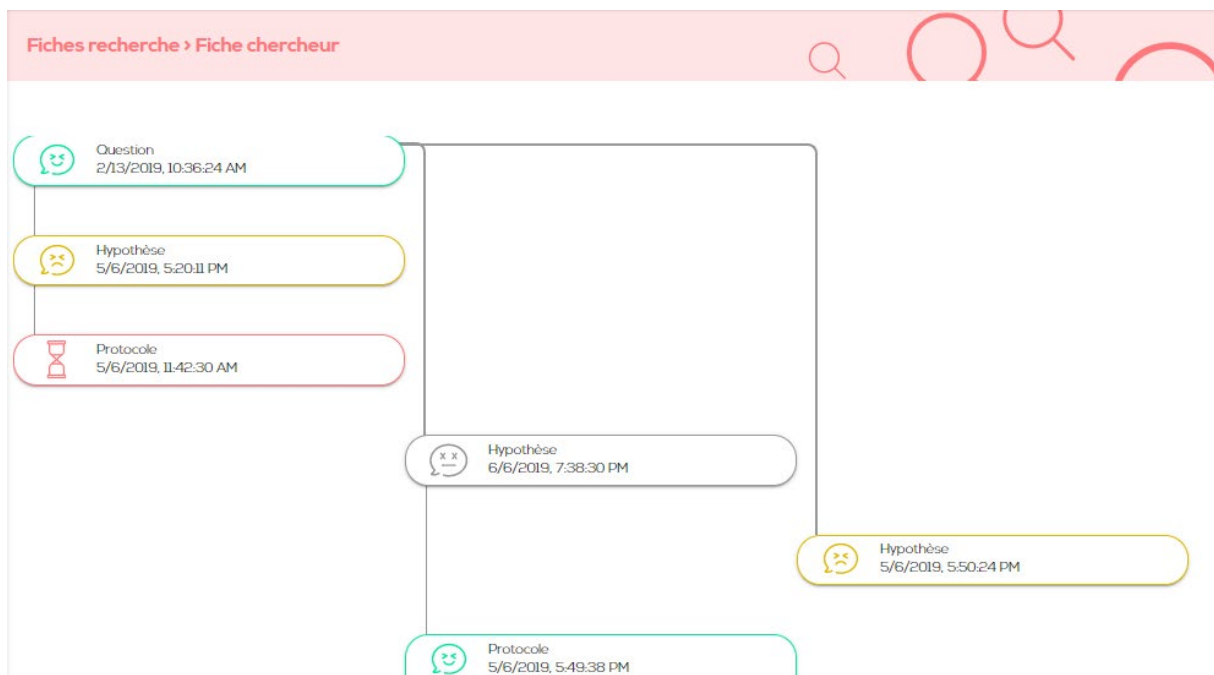 Fiches recherche > Fiche chercheur
Question
2/13/2019, 10:36:24 AM
Hypothèse
5/6/2019, 5:20:11 PM
Protocole
5/6/2019, 11:42:30 AM
Hypothèse
6/6/2019, 7:38:30 PM
Hypothèse
5/6/2019, 5:50:24 PM
Protocole
5/6/2019, 5:49:38 PM